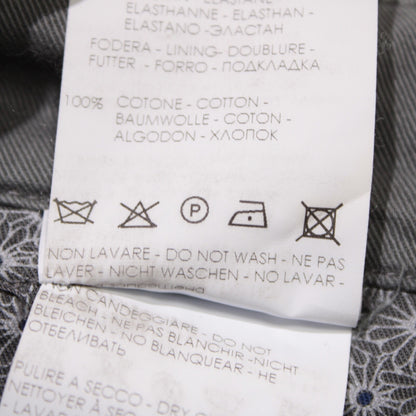 ELASTHANNE - ELASTHAN -
ELASTANO - ЭЛАСТАН
FODERA - LINING - DOUBLURE -
FUTTER - FORRO - ПОДКЛАДКА
100% COTONE - COTTON -
BAUMWOLLE - COTON -
ALGODON - ХЛОПОК
P
NON LAVARE - DO NOT WASH - NE PAS
LAVER - NICHT WASCHEN - NO LAVAR -
NON CANDEGGIARE - DO NOT
BLEACH - NE PAS BLANCHIR - NICHT
BLEICHEN - NO BLANQUEAR - НЕ
ОТБЕЛИВАТЬ
PULIRE A SECCO - DRY
NETTOYER À SEC